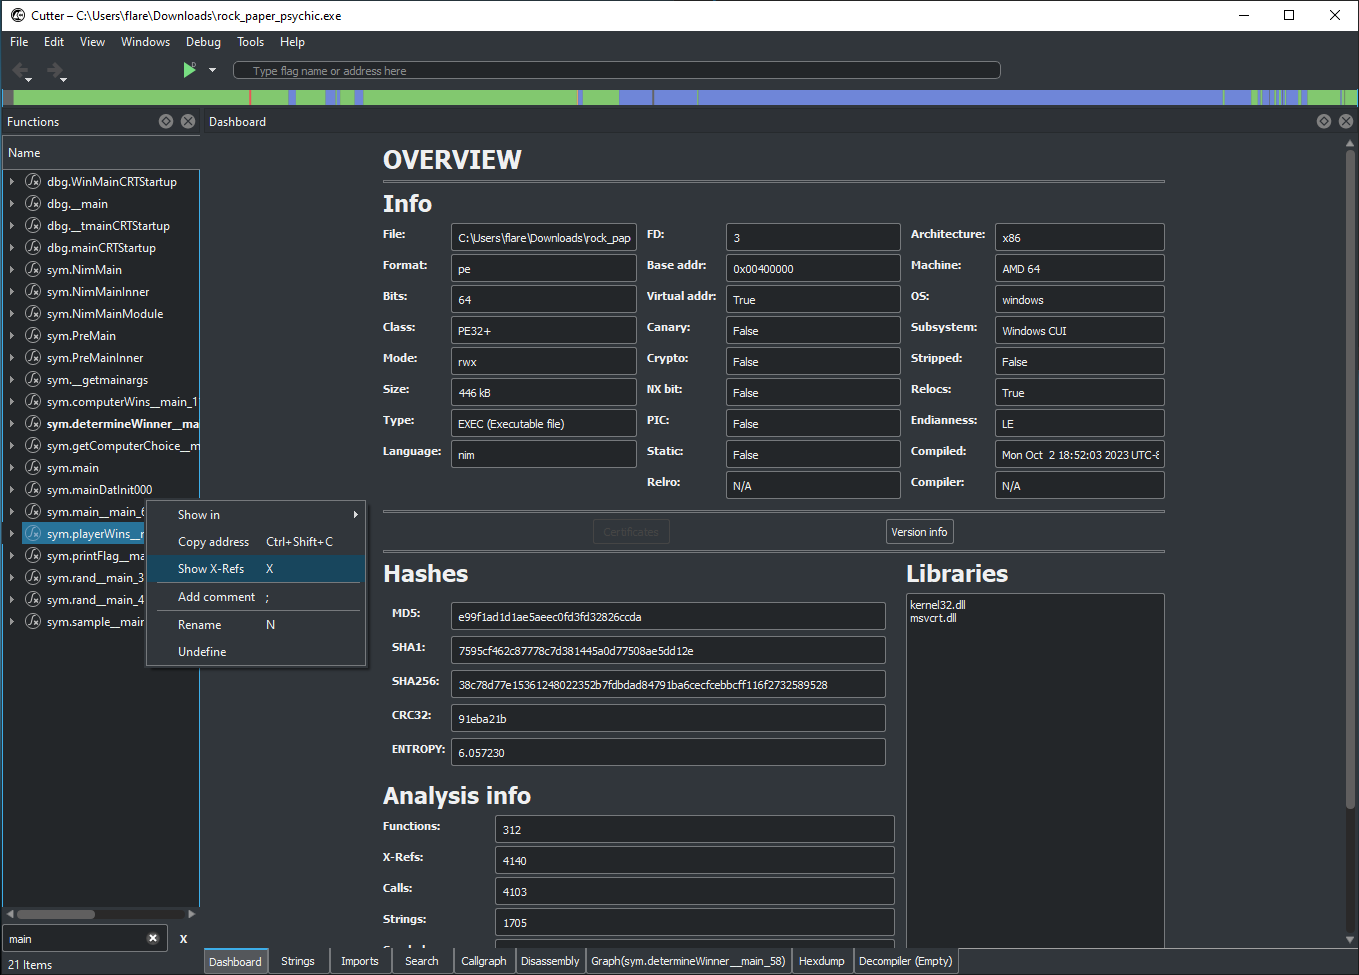 Cutter – C:\Users\flare\Downloads\rock_paper_psychic.exe
File Edit View Windows Debug Tools Help
Type flag name or address here
Functions
Dashboard
Name
dbg.WinMainCRTStartup
dbg.__main
dbg.__tmainCRTStartup
dbg.mainCRTStartup
sym.NimMain
sym.NimMainInner
sym.NimMainModule
sym.PreMain
sym.PreMainInner
sym.__getmainargs
sym.computerWins__main_1
sym.determineWinner__ma
sym.getComputerChoice__m
sym.main
sym.mainDatInit000
sym.main__main_6
sym.playerWins__
sym.printFlag__ma
sym.rand__main_3
sym.rand__main_4
sym.sample__main
Show in
Copy address Ctrl+Shift+C
Show X-Refs X
Add comment ;
Rename N
Undefine
main X
21 Items
OVERVIEW
Info
File: C:\Users\flare\Downloads\rock_pap FD: 3 Architecture: x86
Format: pe Base addr: 0x00400000 Machine: AMD 64
Bits: 64 Virtual addr: True OS: windows
Class: PE32+ Canary: False Subsystem: Windows CUI
Mode: rwx Crypto: False Stripped: False
Size: 446 kB NX bit: False Relocs: True
Type: EXEC (Executable file) PIC: False Endianness: LE
Language: nim Static: False Compiled: Mon Oct 2 18:52:03 2023 UTC-8
Relro: N/A Compiler: N/A
Certificates Version info
Hashes
MD5: e99f1ad1d1ae5aeec0fd3fd32826ccda
SHA1: 7595cf462c87778c7d381445a0d77508ae5dd12e
SHA256: 38c78d77e15361248022352b7fdbdad84791ba6cecfcebbcff116f2732589528
CRC32: 91eba21b
ENTROPY: 6.057230
Libraries
kernel32.dll
msvcrt.dll
Analysis info
Functions: 312
X-Refs: 4140
Calls: 4103
Strings: 1705
Dashboard Strings Imports Search Callgraph Disassembly Graph(sym.determineWinner__main_58) Hexdump Decompiler (Empty)